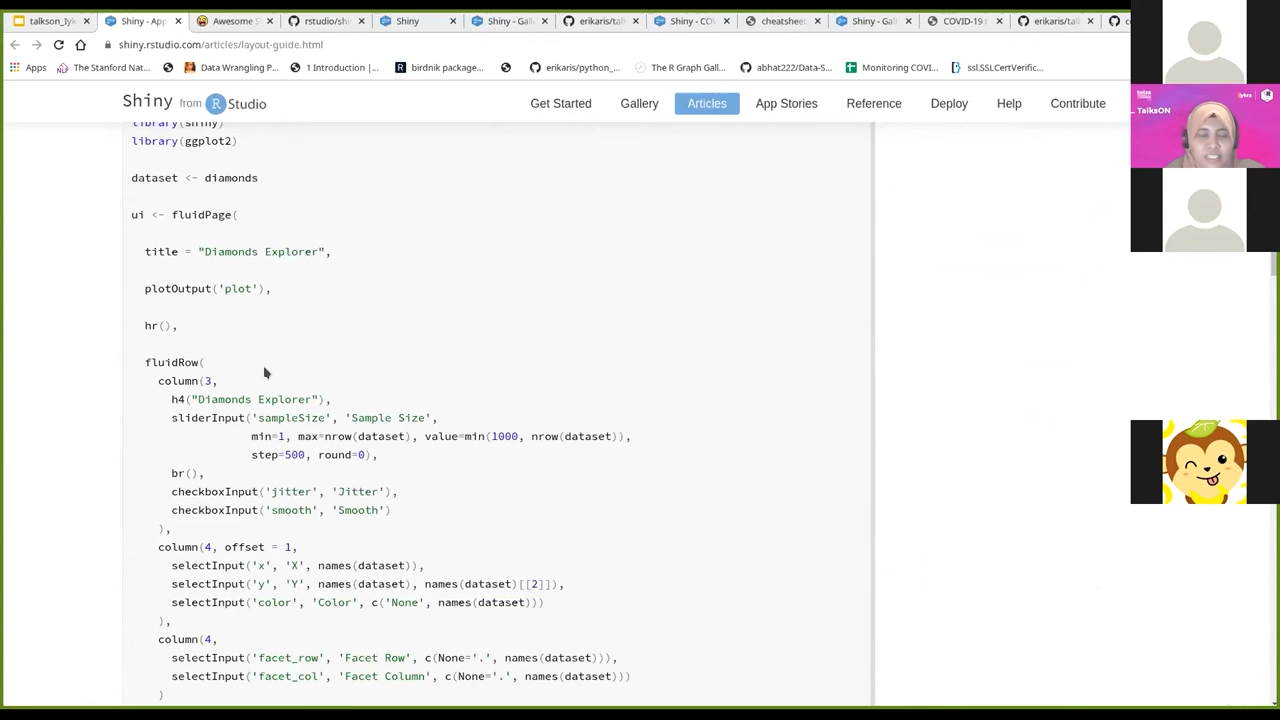 talkson_lyk
Shiny - App
Awesome S
rstudio/shi
Shiny
Shiny - Gall
erikaris/tal
Shiny - CO
cheatsheet
Shiny - Gal
COVID-19
erikaris/tal
shiny.rstudio.com/articles/layout-guide.html
Apps
The Stanford Nat...
Data Wrangling P...
1 Introduction |...
birdnik package...
erikaris/python_...
The R Graph Gall...
abhat222/Data-S...
Monitoring COVI...
ssl.SSLCertVerific...
Shiny from R Studio
Get Started
Gallery
Articles
App Stories
Reference
Deploy
Help
Contribute
TalksON
library(shiny)
library(ggplot2)
dataset <- diamonds
ui <- fluidPage(
title = "Diamonds Explorer",
plotOutput('plot'),
hr(),
fluidRow(
column(3,
h4("Diamonds Explorer"),
sliderInput('sampleSize', 'Sample Size',
min=1, max=nrow(dataset), value=min(1000, nrow(dataset)),
step=500, round=0),
br(),
checkboxInput('jitter', 'Jitter'),
checkboxInput('smooth', 'Smooth')
),
column(4, offset = 1,
selectInput('x', 'X', names(dataset)),
selectInput('y', 'Y', names(dataset), names(dataset)[[2]]),
selectInput('color', 'Color', c('None', names(dataset)))
),
column(4,
selectInput('facet_row', 'Facet Row', c(None='.', names(dataset))),
selectInput('facet_col', 'Facet Column', c(None='.', names(dataset)))
)